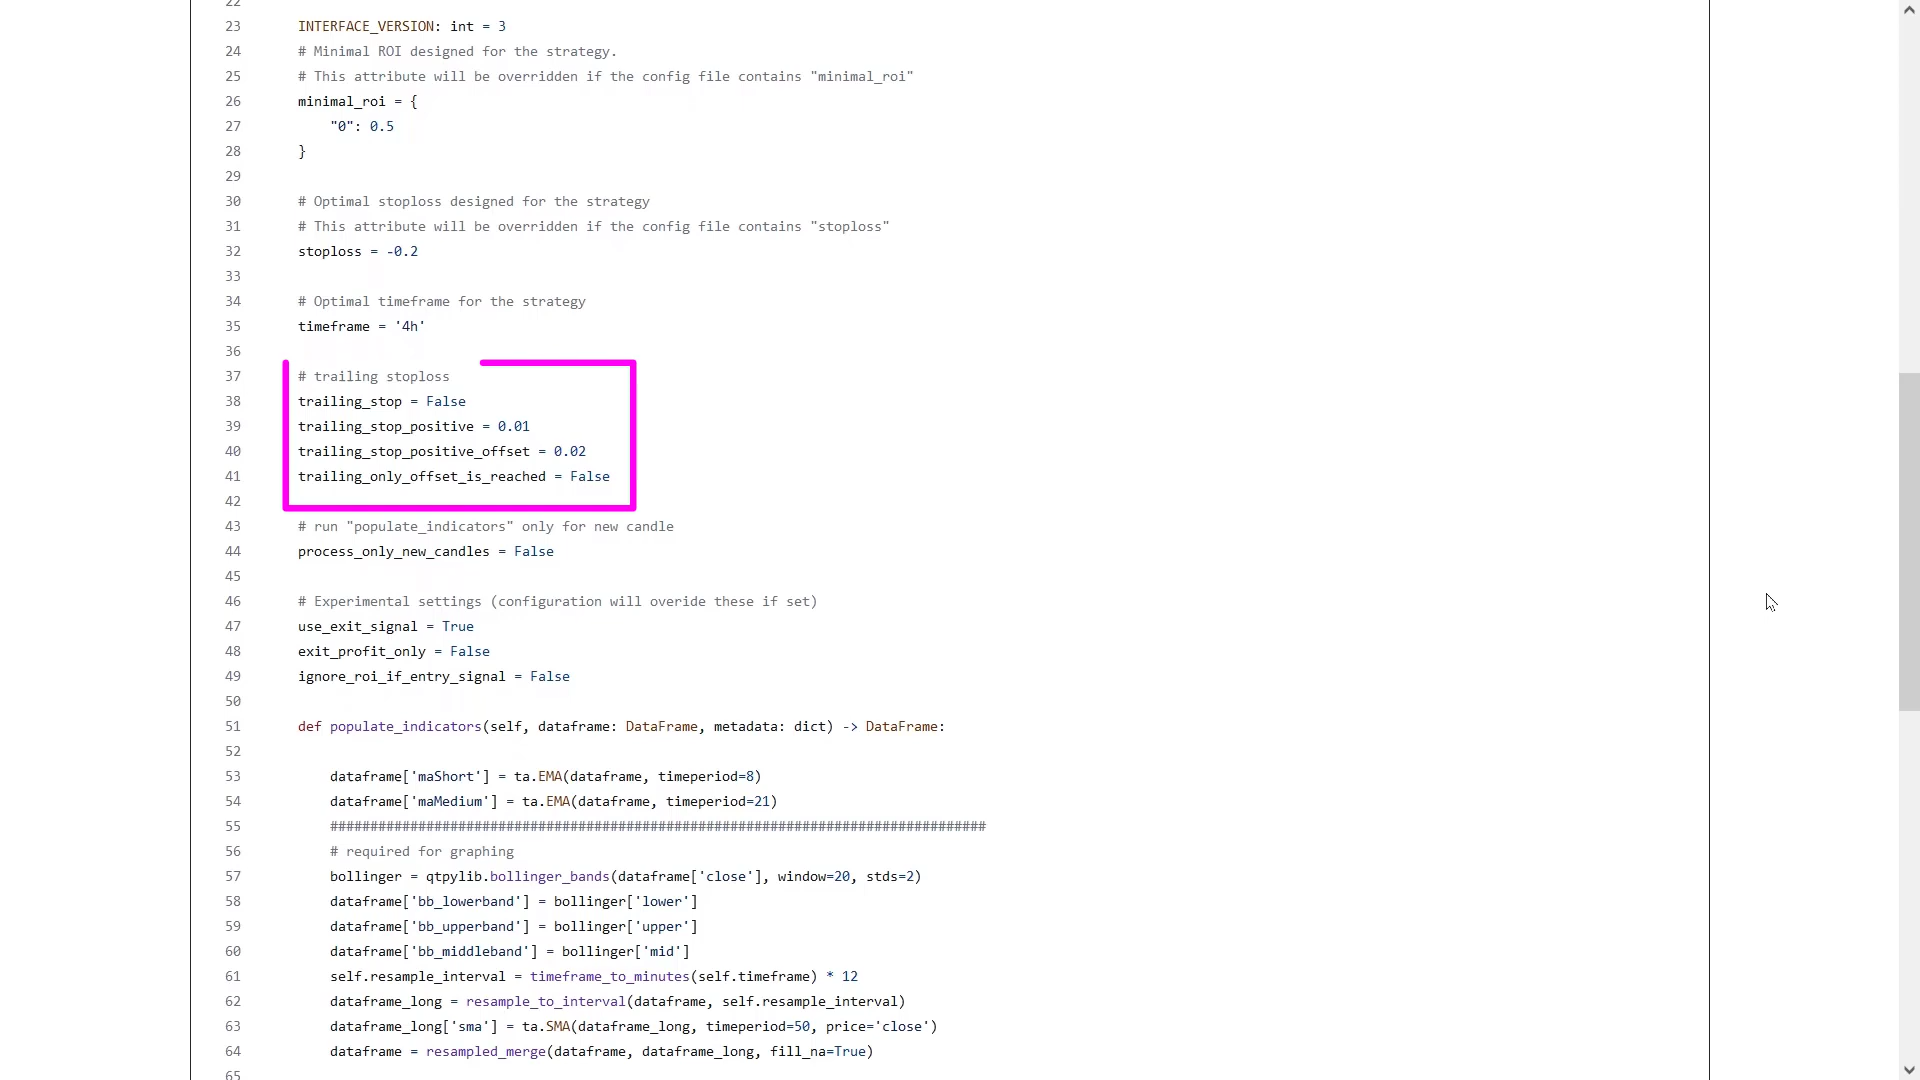 22
23 INTERFACE_VERSION: int = 3
24 # Minimal ROI designed for the strategy.
25 # This attribute will be overridden if the config file contains "minimal_roi"
26 minimal_roi = {
27     "0": 0.5
28 }
29
30 # Optimal stoploss designed for the strategy
31 # This attribute will be overridden if the config file contains "stoploss"
32 stoploss = -0.2
33
34 # Optimal timeframe for the strategy
35 timeframe = '4h'
36
37 # trailing stoploss
38 trailing_stop = False
39 trailing_stop_positive = 0.01
40 trailing_stop_positive_offset = 0.02
41 trailing_only_offset_is_reached = False
42
43 # run "populate_indicators" only for new candle
44 process_only_new_candles = False
45
46 # Experimental settings (configuration will overide these if set)
47 use_exit_signal = True
48 exit_profit_only = False
49 ignore_roi_if_entry_signal = False
50
51 def populate_indicators(self, dataframe: DataFrame, metadata: dict) -> DataFrame:
52
53     dataframe['maShort'] = ta.EMA(dataframe, timeperiod=8)
54     dataframe['maMedium'] = ta.EMA(dataframe, timeperiod=21)
55     ##################################################################################
56     # required for graphing
57     bollinger = qtpylib.bollinger_bands(dataframe['close'], window=20, stds=2)
58     dataframe['bb_lowerband'] = bollinger['lower']
59     dataframe['bb_upperband'] = bollinger['upper']
60     dataframe['bb_middleband'] = bollinger['mid']
61     self.resample_interval = timeframe_to_minutes(self.timeframe) * 12
62     dataframe_long = resample_to_interval(dataframe, self.resample_interval)
63     dataframe_long['sma'] = ta.SMA(dataframe_long, timeperiod=50, price='close')
64     dataframe = resampled_merge(dataframe, dataframe_long, fill_na=True)
65